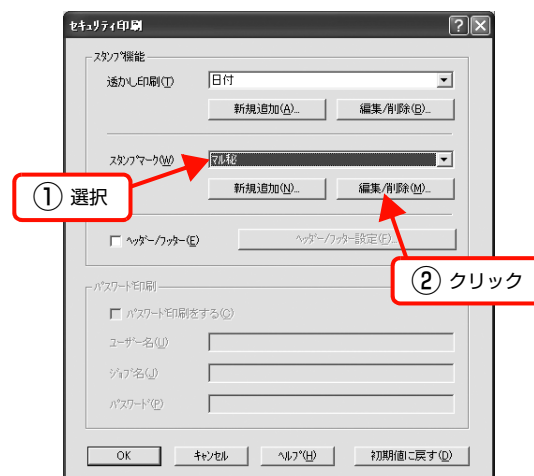 セキュリティ印刷
スタンプ機能
透かし印刷(T) 日付
新規追加(A)... 編集/削除(B)...
スタンプマーク(W) マル秘
新規追加(N)... 編集/削除(M)...
① 選択
ヘッダー/フッター(E) ヘッダー/フッター設定(F)...
② クリック
パスワード印刷
パスワード印刷をする(C)
ユーザー名(U)
ジョブ名(J)
パスワード(P)
OK キャンセル ヘルプ(H) 初期値に戻す(D)